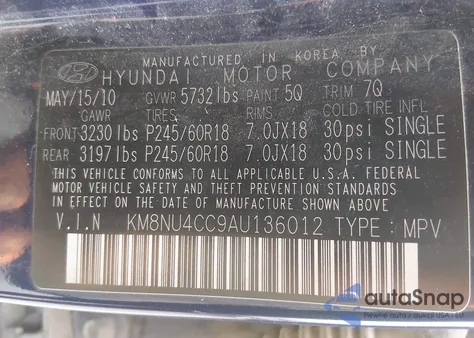 MANUFACTURED IN KOREA BY
HYUNDAI MOTOR COMPANY
MAY/15/10 GVWR 5732lbs PAINT 5Q TRIM 7Q
GAWR TIRES RIMS COLD TIRE INFL
FRONT 3230lbs P245/60R18 7.0JX18 30psi SINGLE
REAR 3197lbs P245/60R18 7.0JX18 30psi SINGLE
THIS VEHICLE CONFORMS TO ALL APPLICABLE U.S.A. FEDERAL
MOTOR VEHICLE SAFETY, BUMPER, AND THEFT PREVENTION STANDARDS
IN EFFECT ON THE DATE OF MANUFACTURE SHOWN ABOVE.
V.I.N KM8NU4CC9AU136012 TYPE : MPV
autoSnap